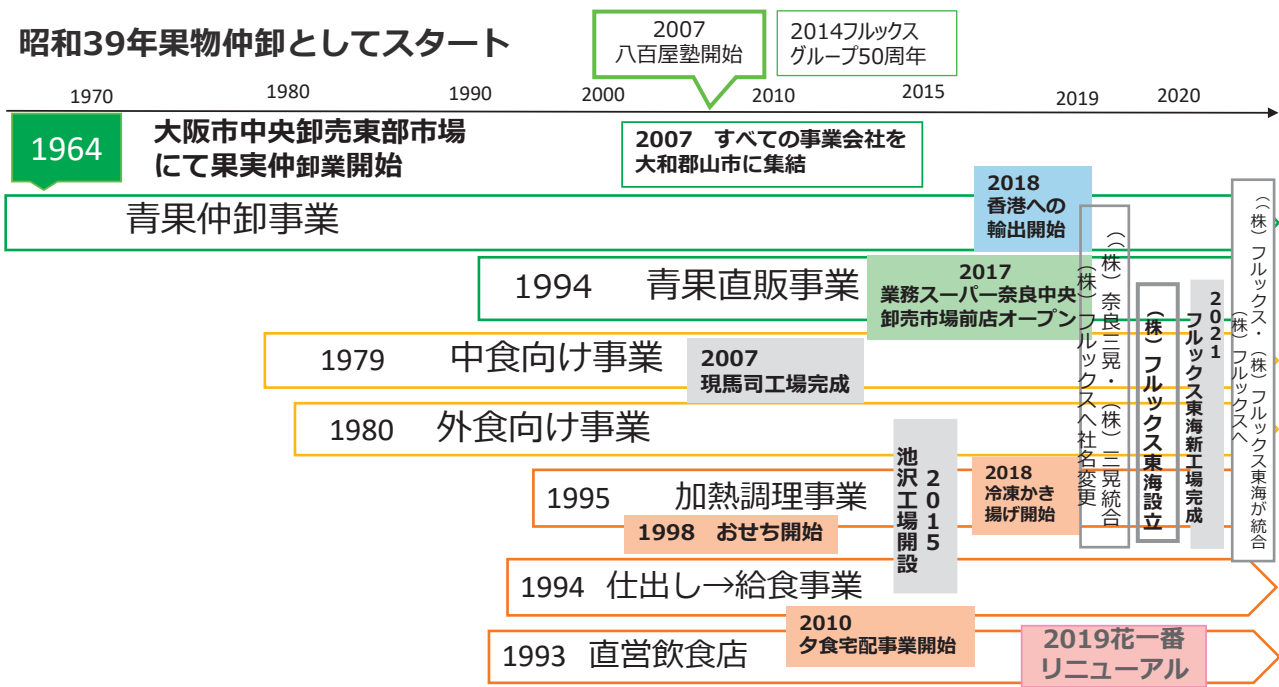 昭和39年果物仲卸としてスタート
2007
八百屋塾開始
2014フルックス
グループ50周年
1970
1980
1990
2000
2010
2015
2019
2020
1964
大阪市中央卸売東部市場
にて果実仲卸業開始
2007 すべての事業会社を
大和郡山市に集結
青果仲卸事業
2018
香港への
輸出開始
1994 青果直販事業
2017
業務スーパー奈良中央
卸売市場前店オープン
1979 中食向け事業
2007
現馬司工場完成
1980 外食向け事業
1995 加熱調理事業
1998 おせち開始
2015
池沢工場開設
2018
冷凍かき
揚げ開始
1994 仕出し→給食事業
2010
夕食宅配事業開始
1993 直営飲食店
2019花一番
リニューアル
((株)奈良三晃・(株)三晃統合
(株)フルックスへ社名変更
(株)フルックス東海設立
2021
フルックス東海新工場完成
((株)フルックス・(株)フルックス東海が統合
(株)フルックスへ